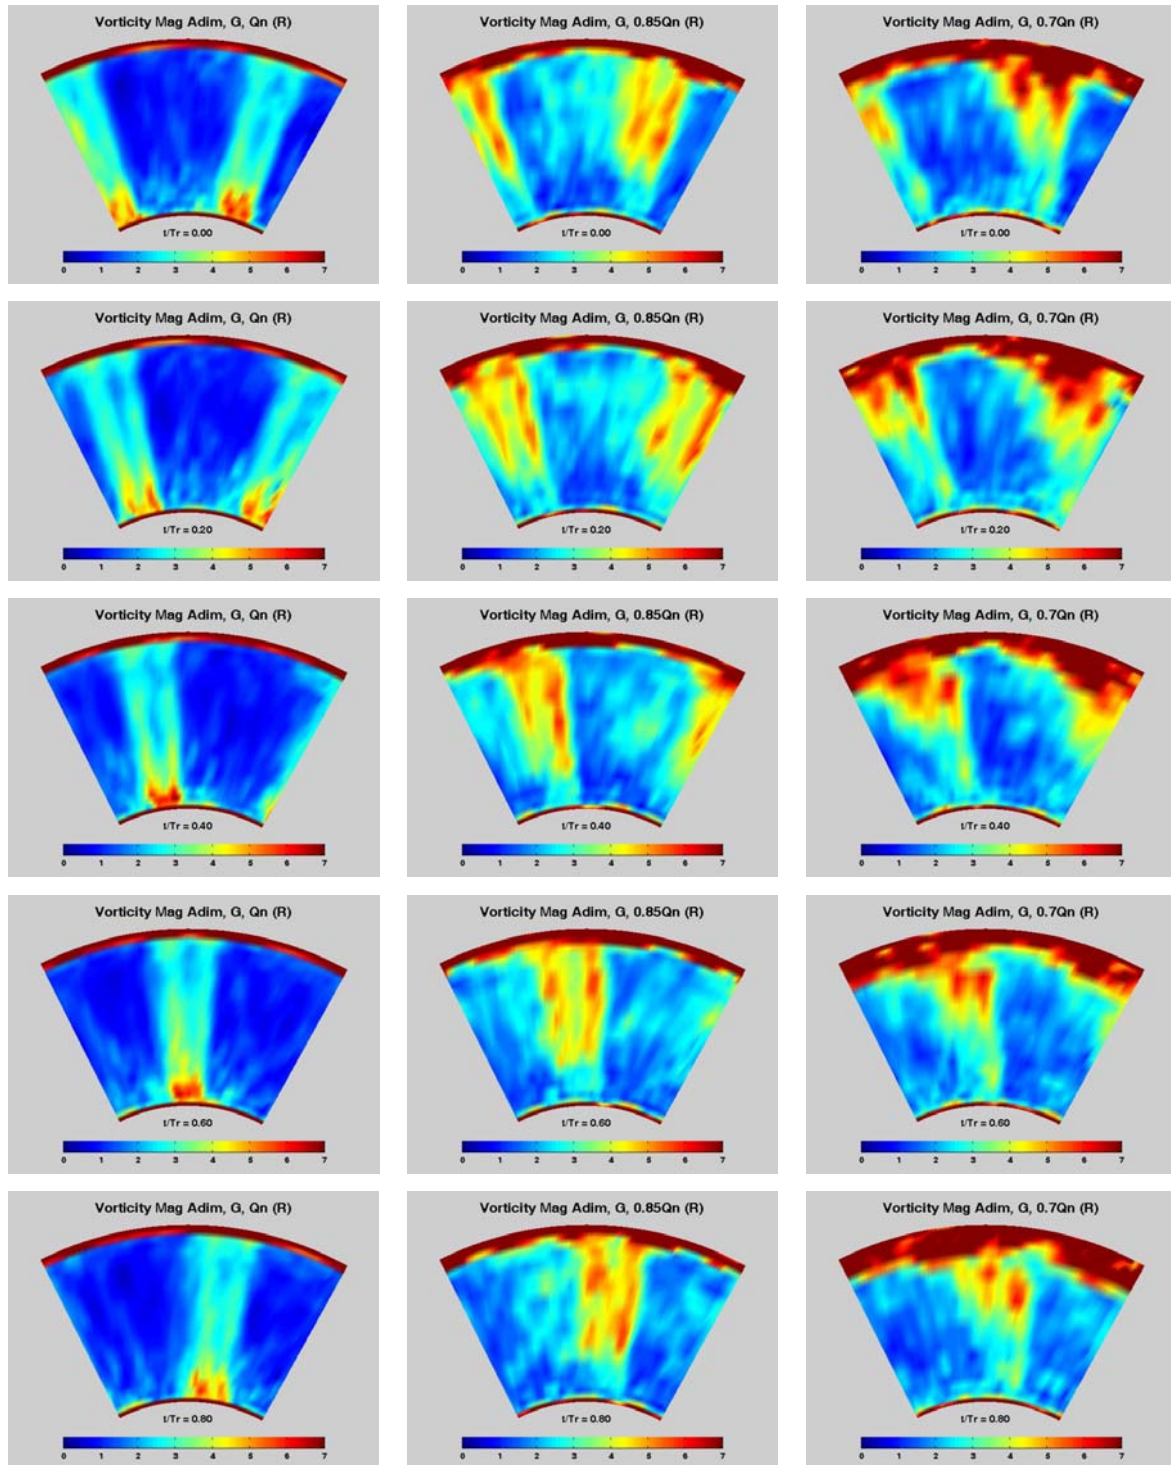 Vorticity Mag Adim, G, Qn (R)
t/Tr = 0.00
0 1 2 3 4 5 6 7
Vorticity Mag Adim, G, 0.85Qn (R)
t/Tr = 0.00
0 1 2 3 4 5 6 7
Vorticity Mag Adim, G, 0.7Qn (R)
t/Tr = 0.00
0 1 2 3 4 5 6 7
Vorticity Mag Adim, G, Qn (R)
t/Tr = 0.20
0 1 2 3 4 5 6 7
Vorticity Mag Adim, G, 0.85Qn (R)
t/Tr = 0.20
0 1 2 3 4 5 6 7
Vorticity Mag Adim, G, 0.7Qn (R)
t/Tr = 0.20
0 1 2 3 4 5 6 7
Vorticity Mag Adim, G, Qn (R)
t/Tr = 0.40
0 1 2 3 4 5 6 7
Vorticity Mag Adim, G, 0.85Qn (R)
t/Tr = 0.40
0 1 2 3 4 5 6 7
Vorticity Mag Adim, G, 0.7Qn (R)
t/Tr = 0.40
0 1 2 3 4 5 6 7
Vorticity Mag Adim, G, Qn (R)
t/Tr = 0.60
0 1 2 3 4 5 6 7
Vorticity Mag Adim, G, 0.85Qn (R)
t/Tr = 0.60
0 1 2 3 4 5 6 7
Vorticity Mag Adim, G, 0.7Qn (R)
t/Tr = 0.60
0 1 2 3 4 5 6 7
Vorticity Mag Adim, G, Qn (R)
t/Tr = 0.80
0 1 2 3 4 5 6 7
Vorticity Mag Adim, G, 0.85Qn (R)
t/Tr = 0.80
0 1 2 3 4 5 6 7
Vorticity Mag Adim, G, 0.7Qn (R)
t/Tr = 0.80
0 1 2 3 4 5 6 7